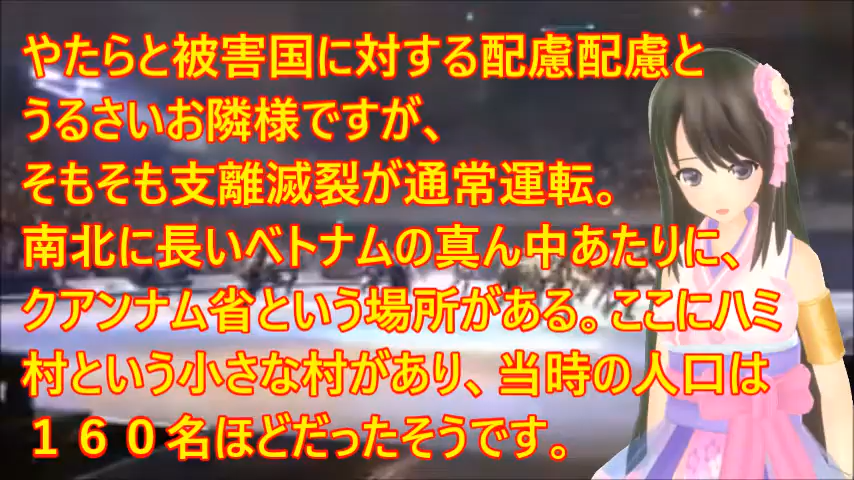 やたらと被害国に対する配慮配慮と
うるさいお隣様ですが、
そもそも支離滅裂が通常運転。
南北に長いベトナムの真ん中あたりに、
クアンナム省という場所がある。ここにハミ
村という小さな村があり、当時の人口は
１６０名ほどだったそうです。